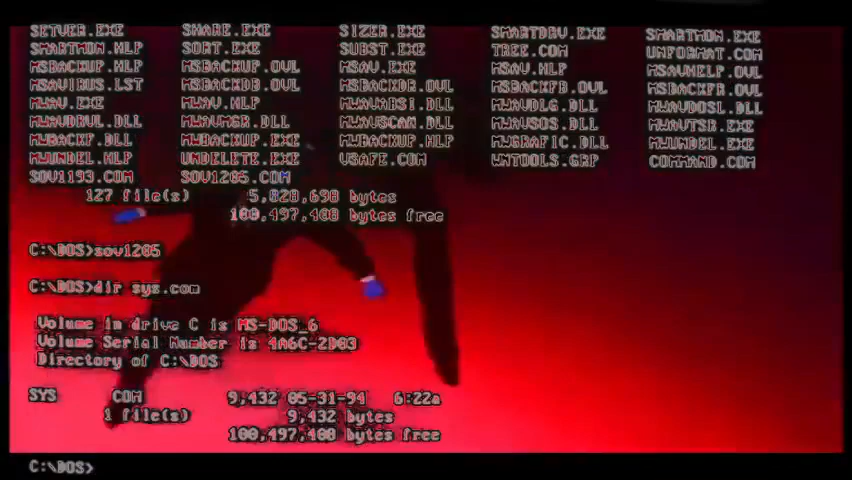 SETVER.EXE SHARE.EXE SIZER.EXE SMARTDRV.EXE SMARTMON.EXE
SMARTMON.HLP SORT.EXE SUBST.EXE TREE.COM UNFORMAT.COM
MSBACKUP.HLP MSBACKUP.OVL MSAV.EXE MSAV.HLP MSAVHELP.OVL
MSAVIRUS.LST MSBACKDB.OVL MSBACKDR.OVL MSBACKFB.OVL MSBACKFR.OVL
MWAV.EXE MWAV.HLP MWAVABSI.DLL MWAVDLG.DLL MWAVDOSL.DLL
MWAVDRVL.DLL MWAVMGR.DLL MWAVSCAN.DLL MWAVSOS.DLL MWAVTSR.EXE
MWBACKF.DLL MWBACKUP.EXE MWBACKUP.HLP MWGRAFIC.DLL MWUNDEL.EXE
MWUNDEL.HLP UNDELETE.EXE VSAFE.COM WNTOOLS.GRP COMMAND.COM
SOV1193.COM SOV1205.COM
127 file(s) 5,828,698 bytes
100,497,408 bytes free
C:\DOS>sov1205
C:\DOS>dir sys.com
Volume in drive C is MS-DOS_6
Volume Serial Number is 4A6C-2D03
Directory of C:\DOS
SYS COM 9,432 05-31-94 6:22a
1 file(s) 9,432 bytes
100,497,408 bytes free
C:\DOS>